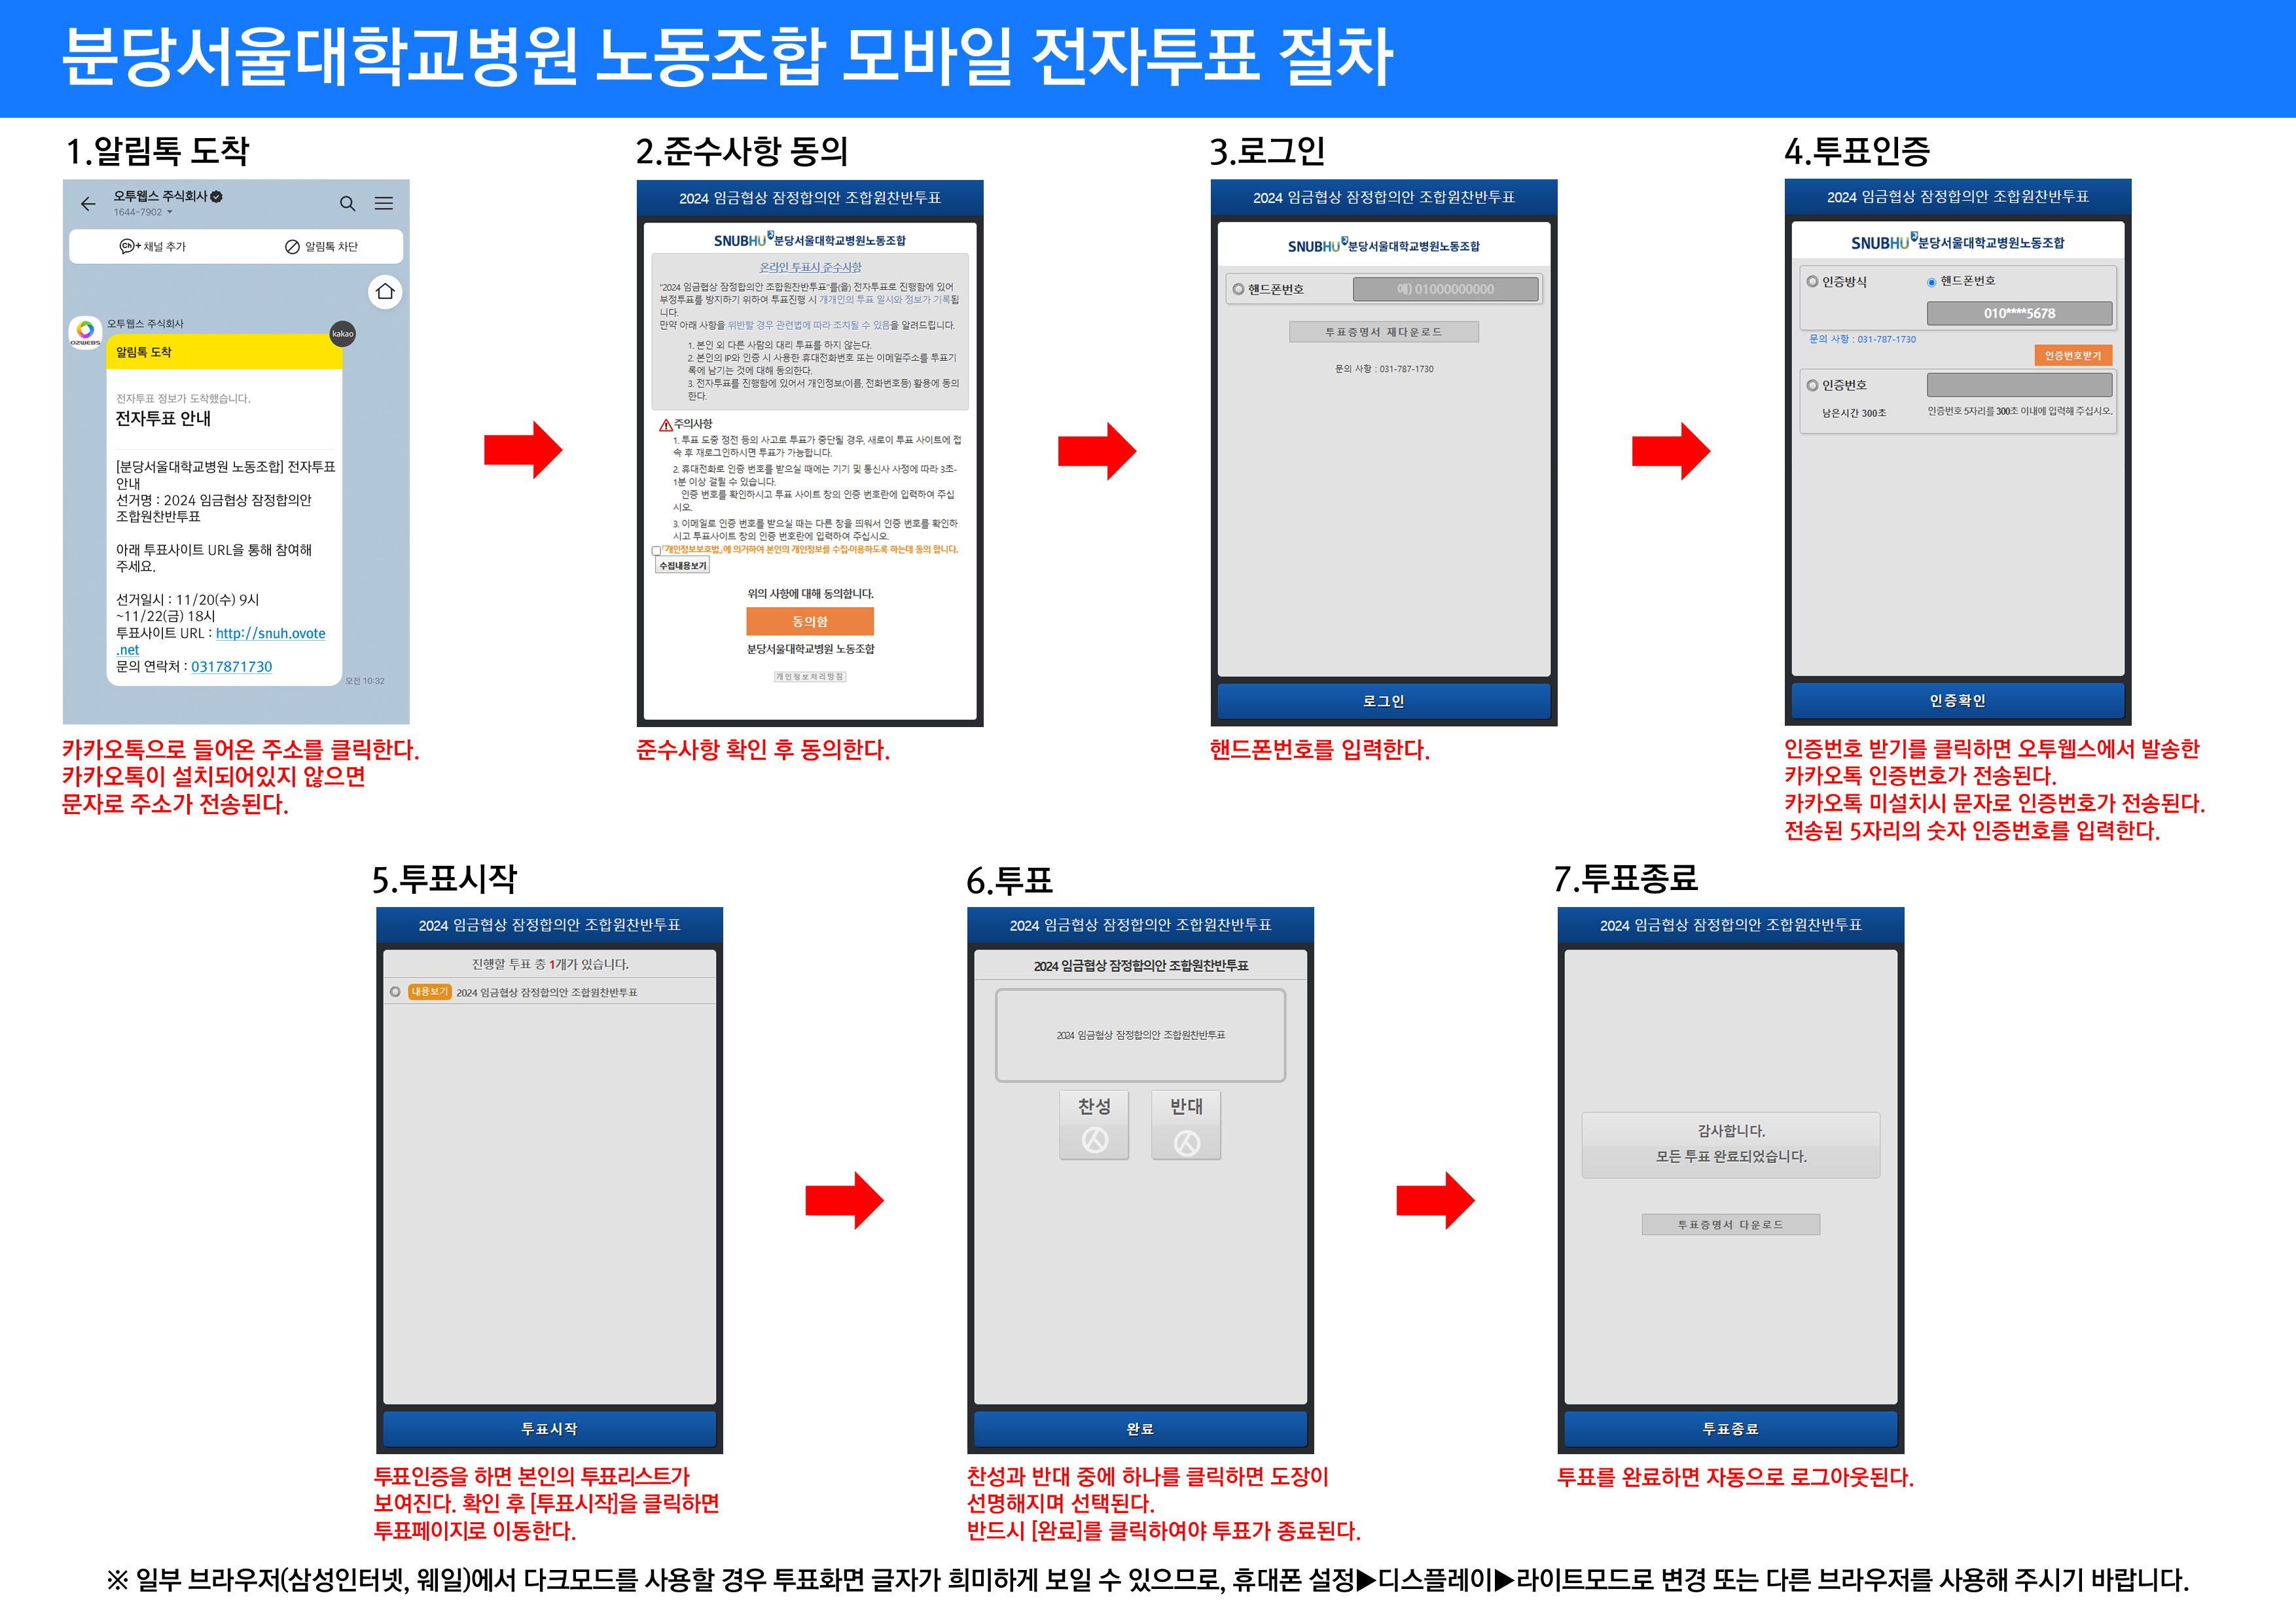 분당서울대학교병원 노동조합 모바일 전자투표 절차
1.알림톡 도착
오투웹스 주식회사
1644-7902
Ch+ 채널 추가
알림톡 차단
오투웹스 주식회사
O2WEBS
kakao
알림톡 도착
전자투표 정보가 도착했습니다.
전자투표 안내
[분당서울대학교병원 노동조합] 전자투표
안내
선거명 : 2024 임금협상 잠정합의안
조합원찬반투표
아래 투표사이트 URL을 통해 참여해
주세요.
선거일시 : 11/20(수) 9시
~11/22(금) 18시
투표사이트 URL : http://snuh.ovote
.net
문의 연락처 : 0317871730
오전 10:32
카카오톡으로 들어온 주소를 클릭한다.
카카오톡이 설치되어있지 않으면
문자로 주소가 전송된다.
2.준수사항 동의
2024 임금협상 잠정합의안 조합원찬반투표
SNUBHU 분당서울대학교병원노동조합
온라인 투표시 준수사항
"2024 임금협상 잠정합의안 조합원찬반투표"를(을) 전자투표로 진행함에 있어
부정투표를 방지하기 위하여 투표진행 시 개개인의 투표 일시와 정보가 기록됩
니다.
만약 아래 사항을 위반할 경우 관련법에 따라 조치될 수 있음을 알려드립니다.
1. 본인 외 다른 사람의 대리 투표를 하지 않는다.
2. 본인의 IP와 인증 시 사용한 휴대전화번호 또는 이메일주소를 투표기
록에 남기는 것에 대해 동의한다.
3. 전자투표를 진행함에 있어서 개인정보(이름, 전화번호등) 활용에 동의
한다.
주의사항
1. 투표 도중 정전 등의 사고로 투표가 중단될 경우, 새로이 투표 사이트에 접
속 후 재로그인하시면 투표가 가능합니다.
2. 휴대전화로 인증 번호를 받으실 때에는 기기 및 통신사 사정에 따라 3초-
1분 이상 걸릴 수 있습니다.
인증 번호를 확인하시고 투표 사이트 창의 인증 번호란에 입력하여 주십
시오.
3. 이메일로 인증 번호를 받으실 때는 다른 창을 띄워서 인증 번호를 확인하
시고 투표사이트 창의 인증 번호란에 입력하여 주십시오.
「개인정보보호법」에 의거하여 본인의 개인정보를 수집·이용하도록 하는데 동의 합니다.
수집내용보기
위의 사항에 대해 동의합니다.
동의함
분당서울대학교병원 노동조합
개인정보처리방침
준수사항 확인 후 동의한다.
3.로그인
2024 임금협상 잠정합의안 조합원찬반투표
SNUBHU 분당서울대학교병원노동조합
핸드폰번호
예) 01000000000
투표증명서 재다운로드
문의 사항 : 031-787-1730
로그인
핸드폰번호를 입력한다.
4.투표인증
2024 임금협상 잠정합의안 조합원찬반투표
SNUBHU 분당서울대학교병원노동조합
인증방식
핸드폰번호
010****5678
문의 사항 : 031-787-1730
인증번호받기
인증번호
남은시간 300초
인증번호 5자리를 300초 이내에 입력해 주십시오.
인증확인
인증번호 받기를 클릭하면 오투웹스에서 발송한
카카오톡 인증번호가 전송된다.
카카오톡 미설치시 문자로 인증번호가 전송된다.
전송된 5자리의 숫자 인증번호를 입력한다.
5.투표시작
2024 임금협상 잠정합의안 조합원찬반투표
진행할 투표 총 1개가 있습니다.
내용보기 2024 임금협상 잠정합의안 조합원찬반투표
투표시작
투표인증을 하면 본인의 투표리스트가
보여진다. 확인 후 [투표시작]을 클릭하면
투표페이지로 이동한다.
6.투표
2024 임금협상 잠정합의안 조합원찬반투표
2024 임금협상 잠정합의안 조합원찬반투표
2024 임금협상 잠정합의안 조합원찬반투표
찬성
반대
완료
찬성과 반대 중에 하나를 클릭하면 도장이
선명해지며 선택된다.
반드시 [완료]를 클릭하여야 투표가 종료된다.
7.투표종료
2024 임금협상 잠정합의안 조합원찬반투표
감사합니다.
모든 투표 완료되었습니다.
투표증명서 다운로드
투표종료
투표를 완료하면 자동으로 로그아웃된다.
※ 일부 브라우저(삼성인터넷, 웨일)에서 다크모드를 사용할 경우 투표화면 글자가 희미하게 보일 수 있으므로, 휴대폰 설정▶디스플레이▶라이트모드로 변경 또는 다른 브라우저를 사용해 주시기 바랍니다.